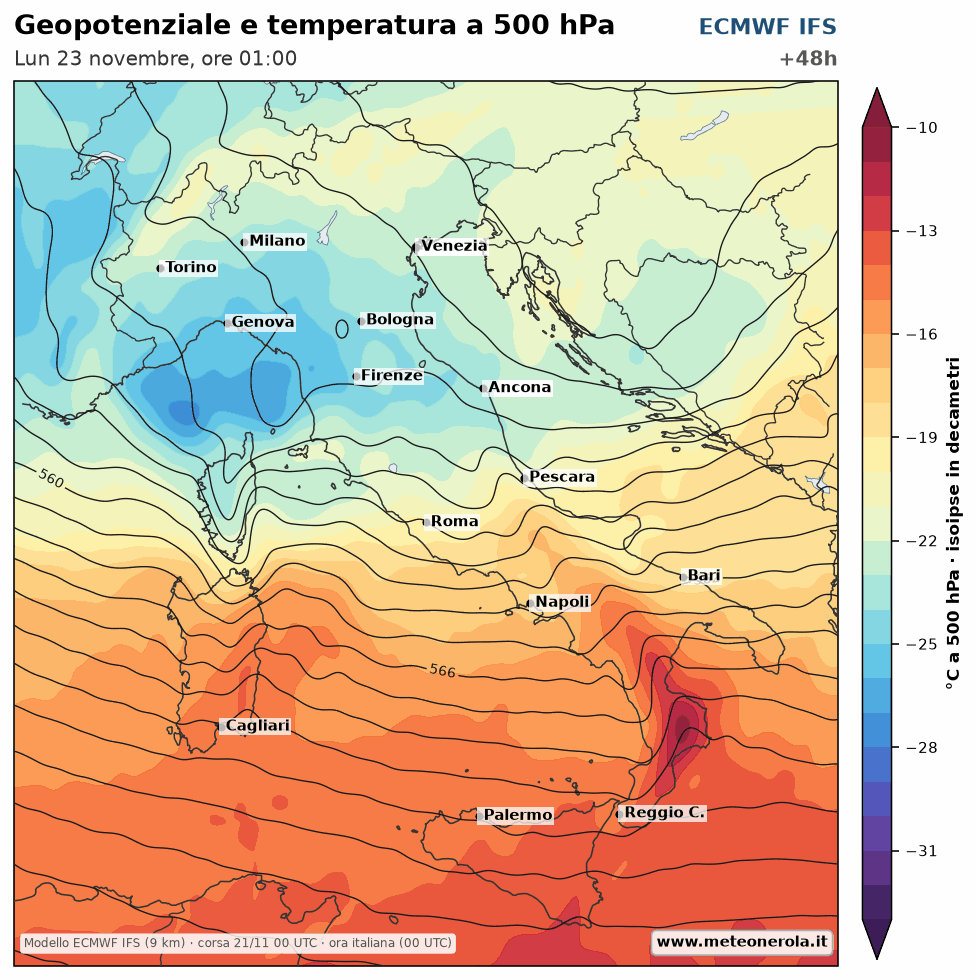 Geopotenziale e temperatura a 500 hPa
ECMWF IFS
Lun 23 novembre, ore 01:00
+48h
Milano
Venezia
Torino
Genova
Bologna
Firenze
Ancona
560
Pescara
Roma
Bari
Napoli
566
Cagliari
Palermo
Reggio C.
−10
−13
−16
−19
−22
−25
−28
−31
°C a 500 hPa · isoipse in decametri
Modello ECMWF IFS (9 km) · corsa 21/11 00 UTC · ora italiana (00 UTC)
www.meteonerola.it